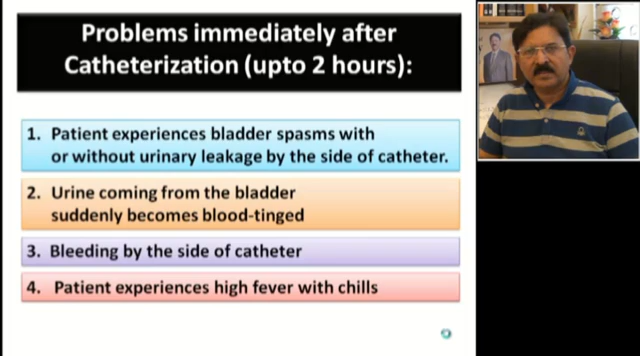 Problems immediately after
Catheterization (upto 2 hours):
1. Patient experiences bladder spasms with
or without urinary leakage by the side of catheter.
2. Urine coming from the bladder
suddenly becomes blood-tinged
3. Bleeding by the side of catheter
4. Patient experiences high fever with chills